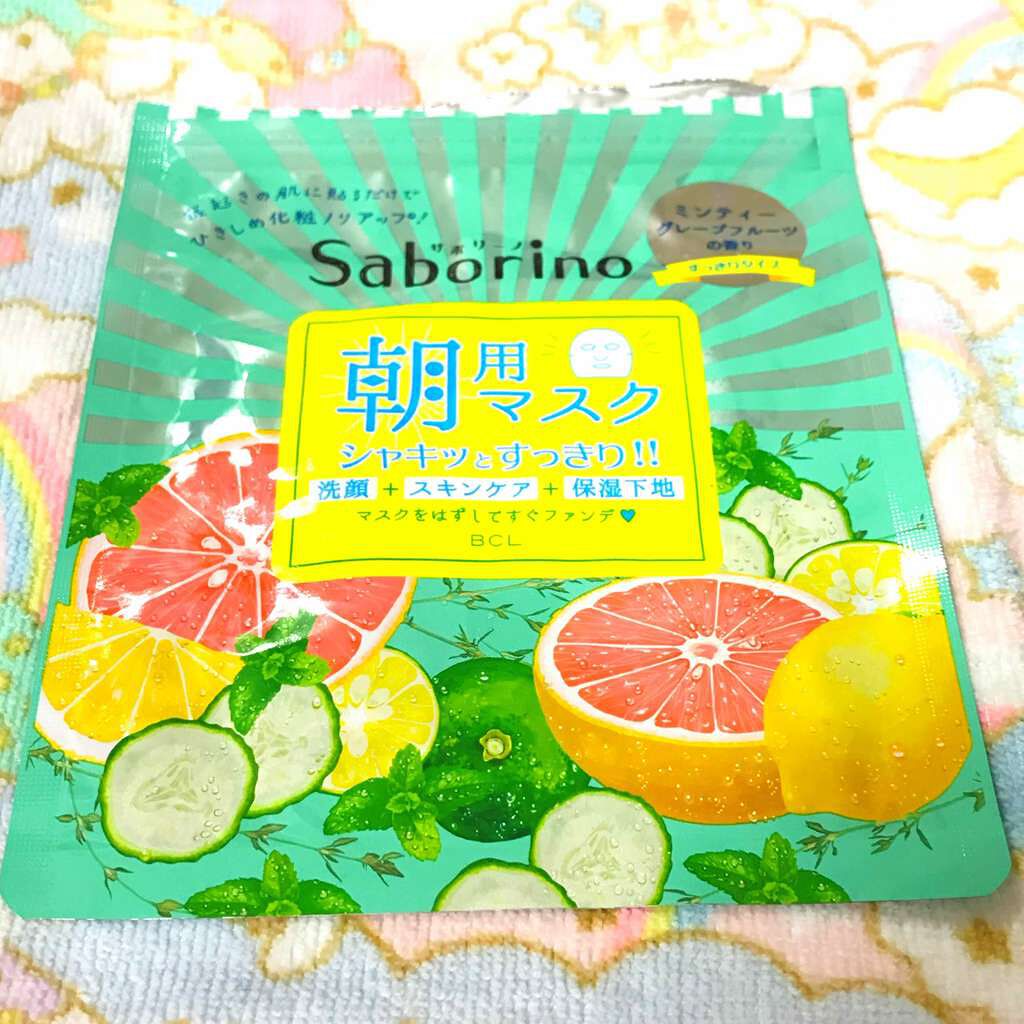 寝起きの肌に貼るだけで
ひきしめ化粧ノリアップ!
サボリーノ
Saborino
ミンティー
グレープフルーツ
の香り
すっきりタイプ
朝用マスク
シャキッとすっきり!!
洗顔 + スキンケア + 保湿下地
マスクをはずしてすぐファンデ♥
BCL